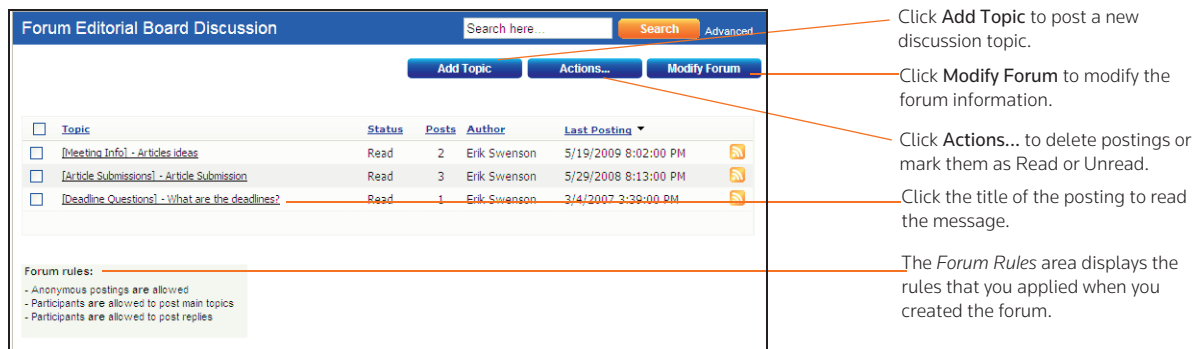 Forum Editorial Board Discussion
Search here...
Search
Advanced
Add Topic
Actions...
Modify Forum
Topic Status Posts Author Last Posting
[Meeting Info] - Articles ideas Read 2 Erik Swenson 5/19/2009 8:02:00 PM
[Article Submissions] - Article Submission Read 3 Erik Swenson 5/29/2008 8:13:00 PM
[Deadline Questions] - What are the deadlines? Read 1 Erik Swenson 3/4/2007 3:39:00 PM
Forum rules:
- Anonymous postings are allowed
- Participants are allowed to post main topics
- Participants are allowed to post replies
Click Add Topic to post a new
discussion topic.
Click Modify Forum to modify the
forum information.
Click Actions... to delete postings or
mark them as Read or Unread.
Click the title of the posting to read
the message.
The Forum Rules area displays the
rules that you applied when you
created the forum.